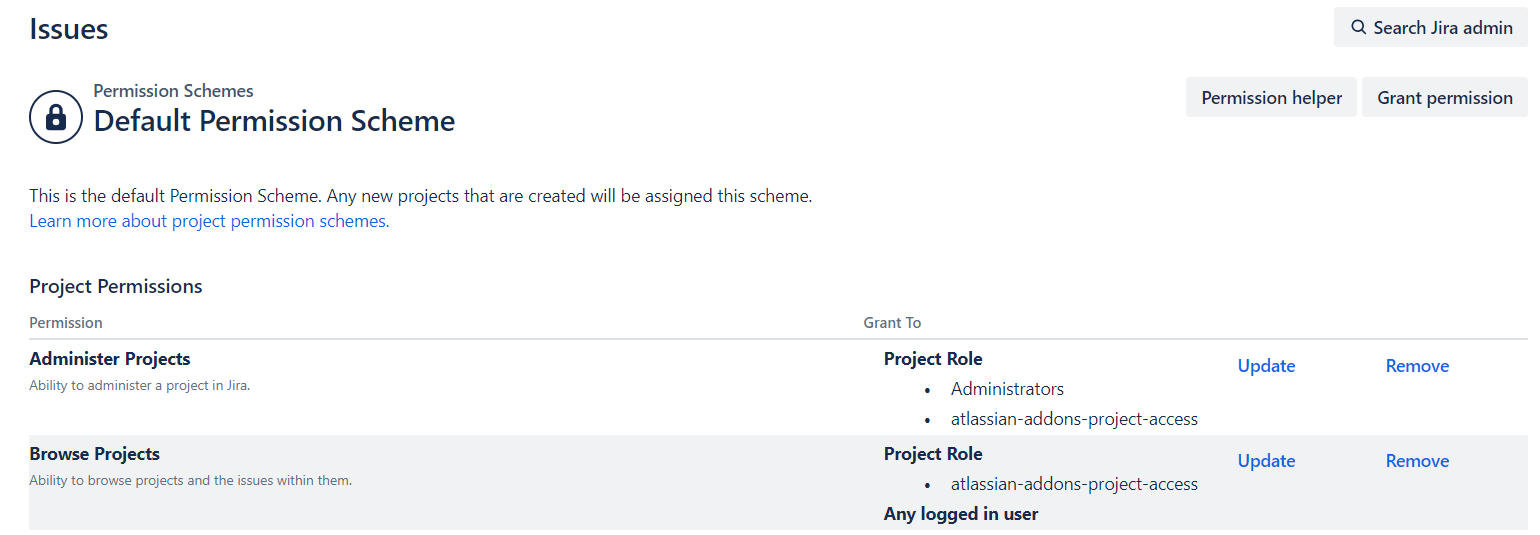 Issues
Search Jira admin
Permission Schemes
Default Permission Scheme
Permission helper
Grant permission
This is the default Permission Scheme. Any new projects that are created will be assigned this scheme.
Learn more about project permission schemes.
Project Permissions
Permission
Grant To
Administer Projects
Ability to administer a project in Jira.
Project Role
• Administrators
• atlassian-addons-project-access
Update
Remove
Browse Projects
Ability to browse projects and the issues within them.
Project Role
• atlassian-addons-project-access
Any logged in user
Update
Remove